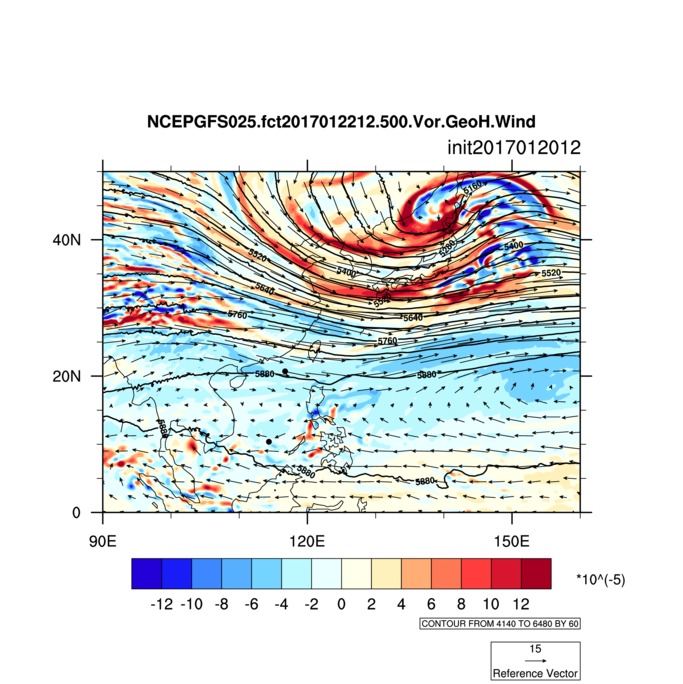 NCEPGFS025.fct2017012212.500.Vor.GeoH.Wind
init2017012012
5160
40N
5280
5400
5520
5400
5520
5640
5520
5760
5640
5760
20N
5880
5880
5880
5880
5880
0
90E 120E 150E
-12 -10 -8 -6 -4 -2 0 2 4 6 8 10 12
*10^(-5)
CONTOUR FROM 4140 TO 6480 BY 60
15
Reference Vector